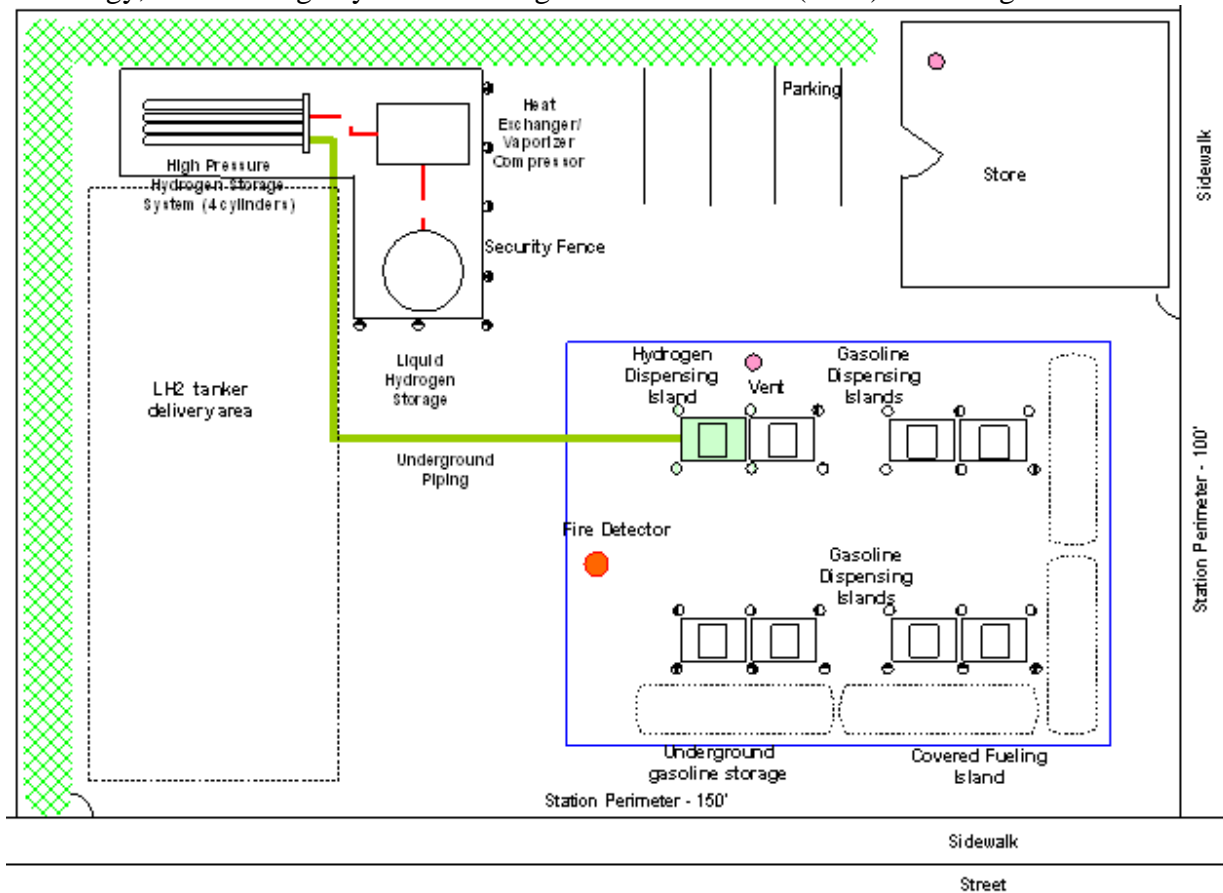 Parking
Heat
Exchanger/
Vaporizer
Compressor
High Pressure
Hydrogen Storage
System (4 cylinders)
Store
Sidewalk
Security Fence
Liquid
Hydrogen
Storage
LH2 tanker
delivery area
Hydrogen
Dispensing
Island
Vent
Gasoline
Dispensing
Islands
Underground
Piping
Fire Detector
Gasoline
Dispensing
Islands
Station Perimeter - 100'
Underground
gasoline storage
Covered Fueling
Island
Station Perimeter - 150'
Sidewalk
Street